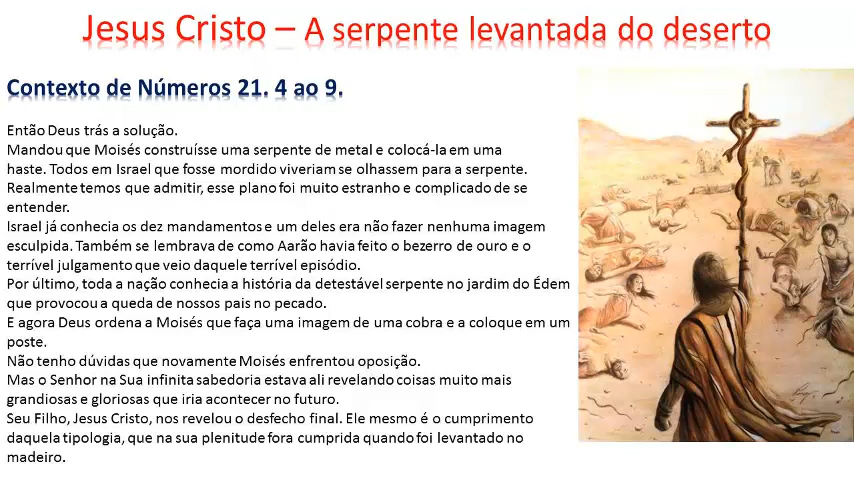 Jesus Cristo – A serpente levantada do deserto
Contexto de Números 21. 4 ao 9.
Então Deus trás a solução.
Mandou que Moisés construísse uma serpente de metal e colocá-la em uma
haste. Todos em Israel que fosse mordido viveriam se olhassem para a serpente.
Realmente temos que admitir, esse plano foi muito estranho e complicado de se
entender.
Israel já conhecia os dez mandamentos e um deles era não fazer nenhuma imagem
esculpida. Também se lembrava de como Aarão havia feito o bezerro de ouro e o
terrível julgamento que veio daquele terrível episódio.
Por último, toda a nação conhecia a história da detestável serpente no jardim do Édem
que provocou a queda de nossos pais no pecado.
E agora Deus ordena a Moisés que faça uma imagem de uma cobra e a coloque em um
poste.
Não tenho dúvidas que novamente Moisés enfrentou oposição.
Mas o Senhor na Sua infinita sabedoria estava ali revelando coisas muito mais
grandiosas e gloriosas que iria acontecer no futuro.
Seu Filho, Jesus Cristo, nos revelou o desfecho final. Ele mesmo é o cumprimento
daquela tipologia, que na sua plenitude fora cumprida quando foi levantado no
madeiro.